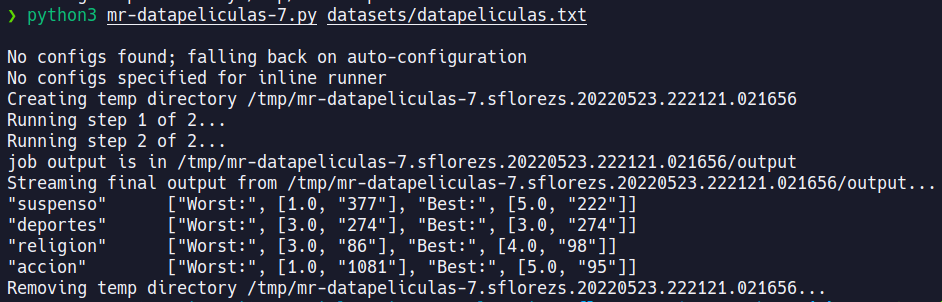 ❯ python3 mr-datapeliculas-7.py datasets/datapeliculas.txt
No configs found; falling back on auto-configuration
No configs specified for inline runner
Creating temp directory /tmp/mr-datapeliculas-7.sflorezs.20220523.222121.021656
Running step 1 of 2...
Running step 2 of 2...
job output is in /tmp/mr-datapeliculas-7.sflorezs.20220523.222121.021656/output
Streaming final output from /tmp/mr-datapeliculas-7.sflorezs.20220523.222121.021656/output...
"suspenso"      ["Worst:", [1.0, "377"], "Best:", [5.0, "222"]]
"deportes"      ["Worst:", [3.0, "274"], "Best:", [3.0, "274"]]
"religion"      ["Worst:", [3.0, "86"], "Best:", [4.0, "98"]]
"accion"        ["Worst:", [1.0, "1081"], "Best:", [5.0, "95"]]
Removing temp directory /tmp/mr-datapeliculas-7.sflorezs.20220523.222121.021656...